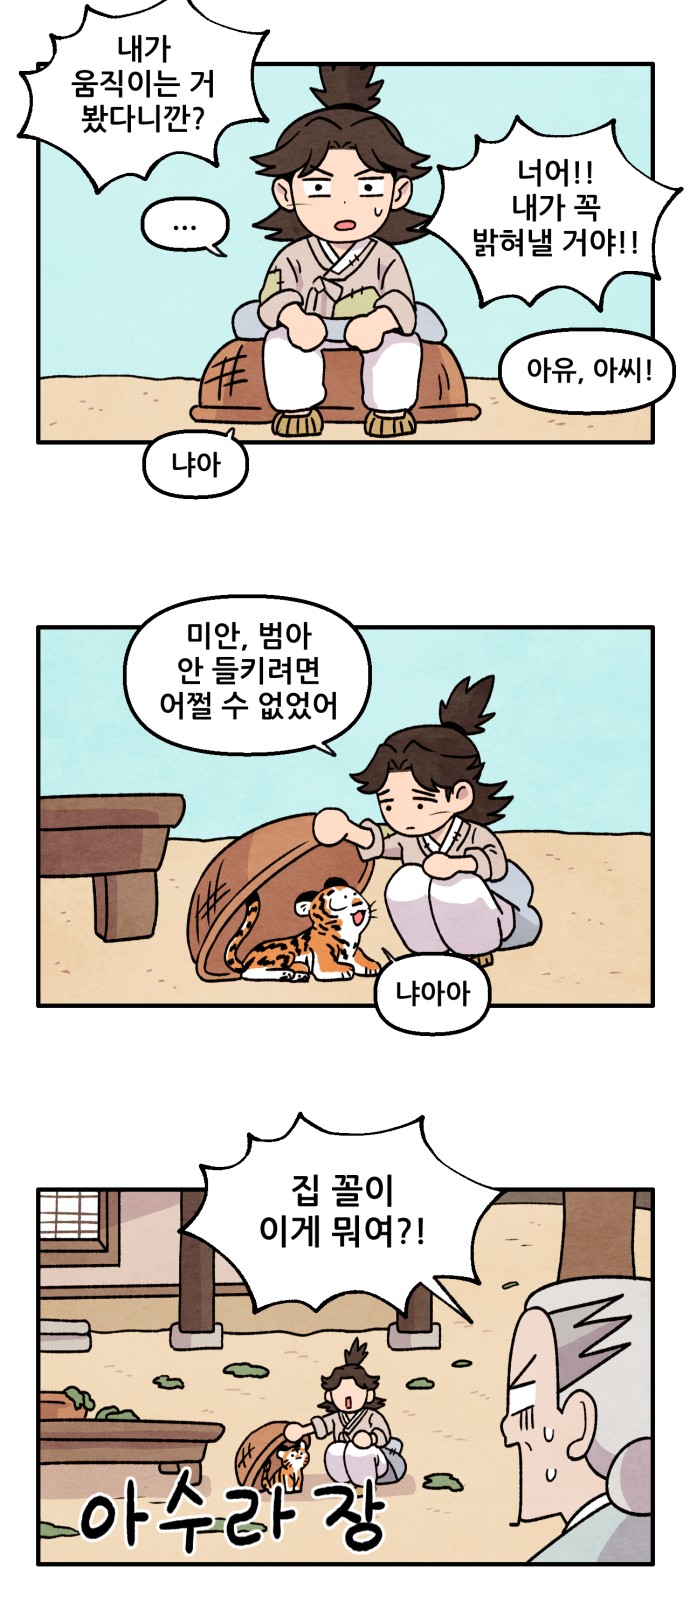 내가
움직이는 거
봤다니깐?
...
너어!!
내가 꼭
밝혀낼 거야!!
아유, 아씨!
냐아
미안, 범아
안 들키려면
어쩔 수 없었어
냐아아
집 꼴이
이게 뭐여?!
아수라장